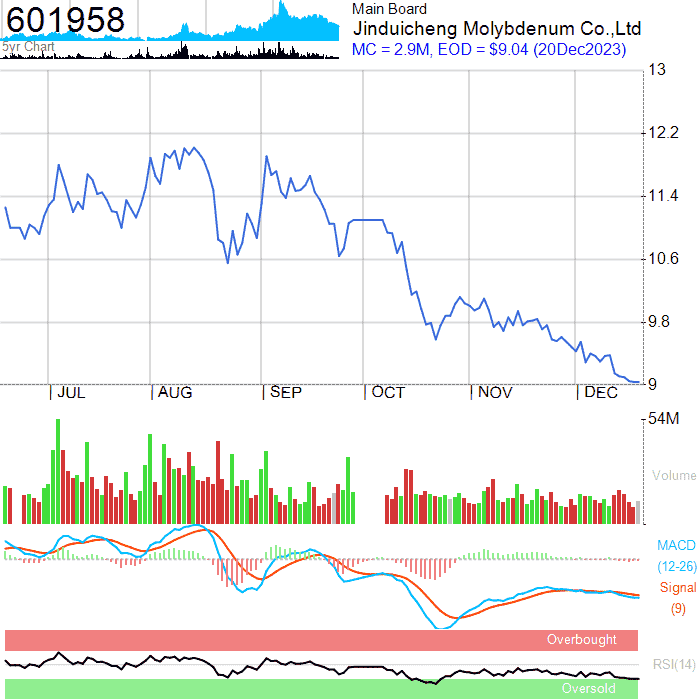 601958
5yr Chart
Main Board
Jinduicheng Molybdenum Co.,Ltd
MC = 2.9M, EOD = $9.04 (20Dec2023)
13
12.2
11.4
10.6
9.8
9
JUL
AUG
SEP
OCT
NOV
DEC
54M
Volume
MACD
(12-26)
Signal
(9)
Overbought
RSI(14)
Oversold